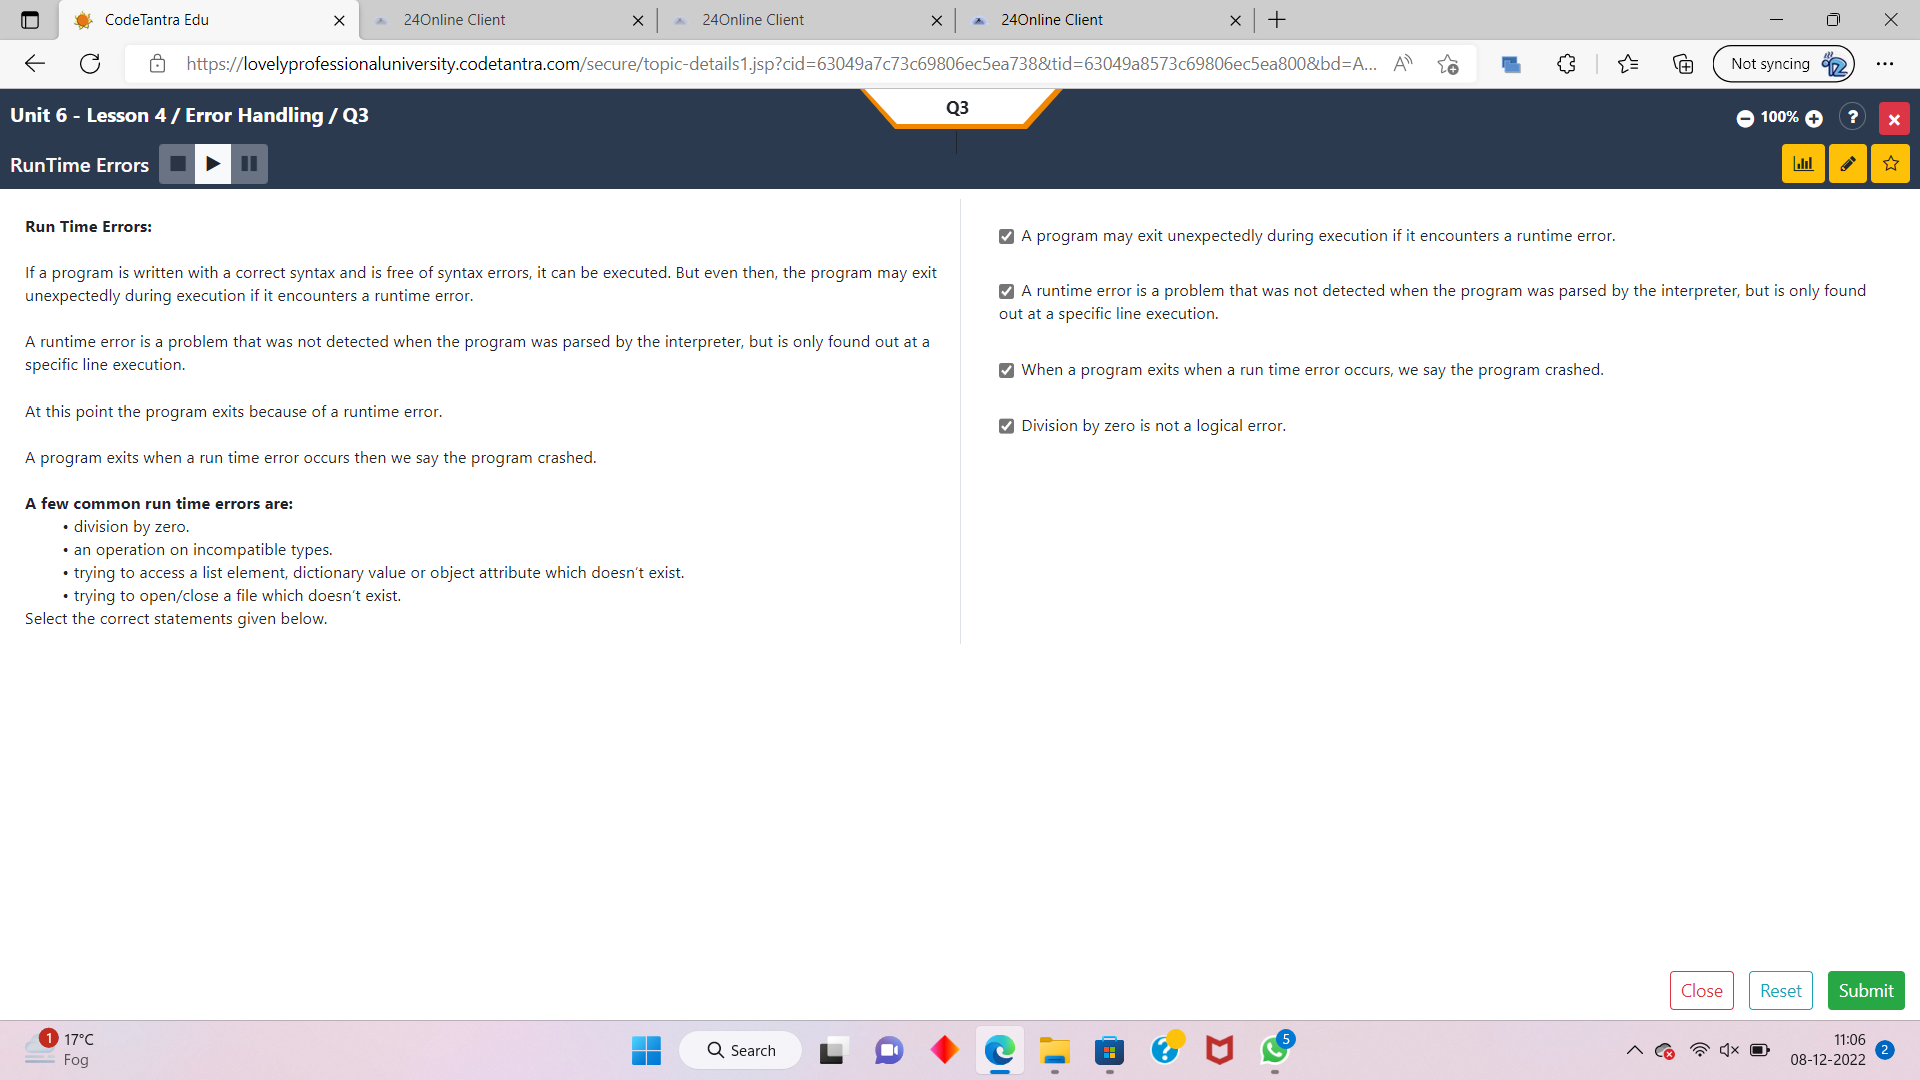 CodeTantra Edu
24Online Client
24Online Client
24Online Client
https://lovelyprofessionaluniversity.codetantra.com/secure/topic-details1.jsp?cid=63049a7c73c69806ec5ea738&tid=63049a8573c69806ec5ea800&bd=A...
Not syncing
Unit 6 - Lesson 4 / Error Handling / Q3
Q3
100%
?
RunTime Errors
Run Time Errors:
If a program is written with a correct syntax and is free of syntax errors, it can be executed. But even then, the program may exit
unexpectedly during execution if it encounters a runtime error.
A runtime error is a problem that was not detected when the program was parsed by the interpreter, but is only found out at a
specific line execution.
At this point the program exits because of a runtime error.
A program exits when a run time error occurs then we say the program crashed.
A few common run time errors are:
• division by zero.
• an operation on incompatible types.
• trying to access a list element, dictionary value or object attribute which doesn't exist.
• trying to open/close a file which doesn't exist.
Select the correct statements given below.
A program may exit unexpectedly during execution if it encounters a runtime error.
A runtime error is a problem that was not detected when the program was parsed by the interpreter, but is only found
out at a specific line execution.
When a program exits when a run time error occurs, we say the program crashed.
Division by zero is not a logical error.
Close
Reset
Submit
1
17°C
Fog
Search
5
11:06
08-12-2022
2